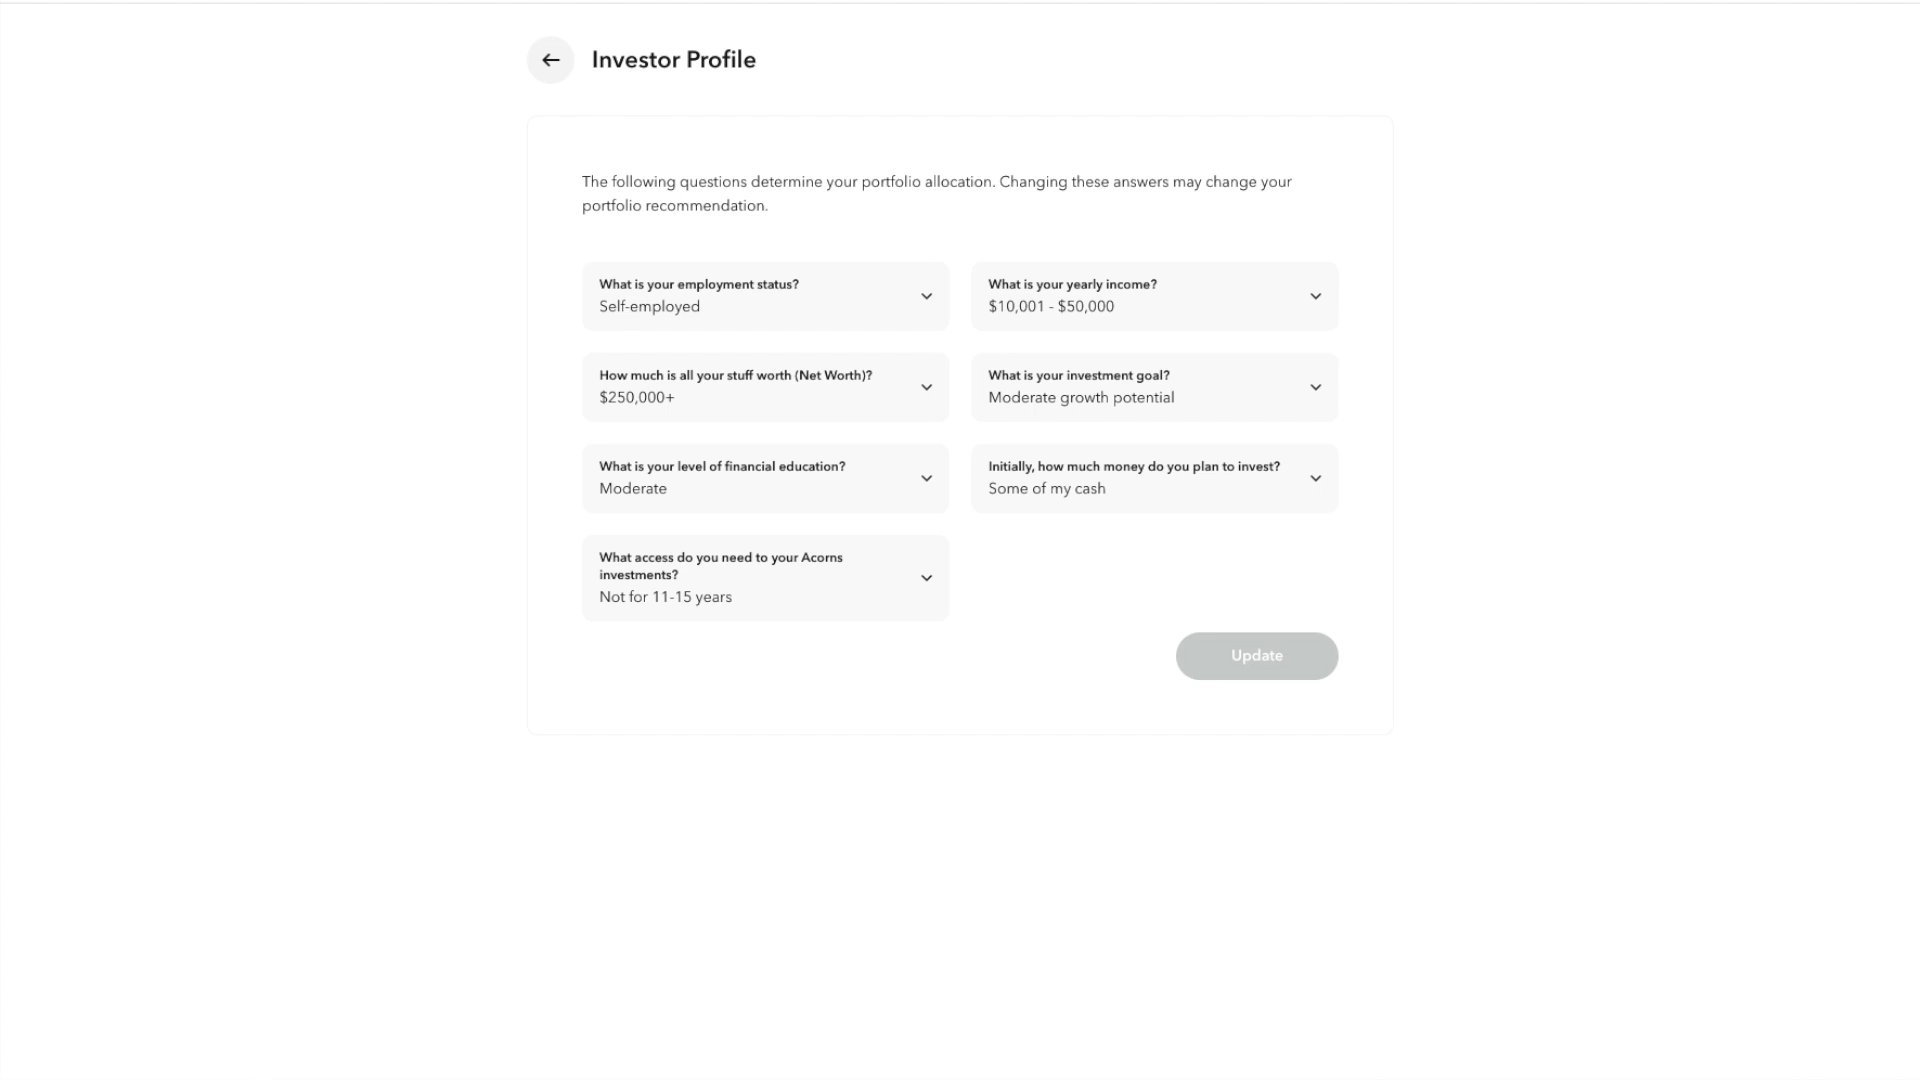 Investor Profile
The following questions determine your portfolio allocation. Changing these answers may change your
portfolio recommendation.
What is your employment status?
Self-employed
What is your yearly income?
$10,001 - $50,000
How much is all your stuff worth (Net Worth)?
$250,000+
What is your investment goal?
Moderate growth potential
What is your level of financial education?
Moderate
Initially, how much money do you plan to invest?
Some of my cash
What access do you need to your Acorns
investments?
Not for 11-15 years
Update